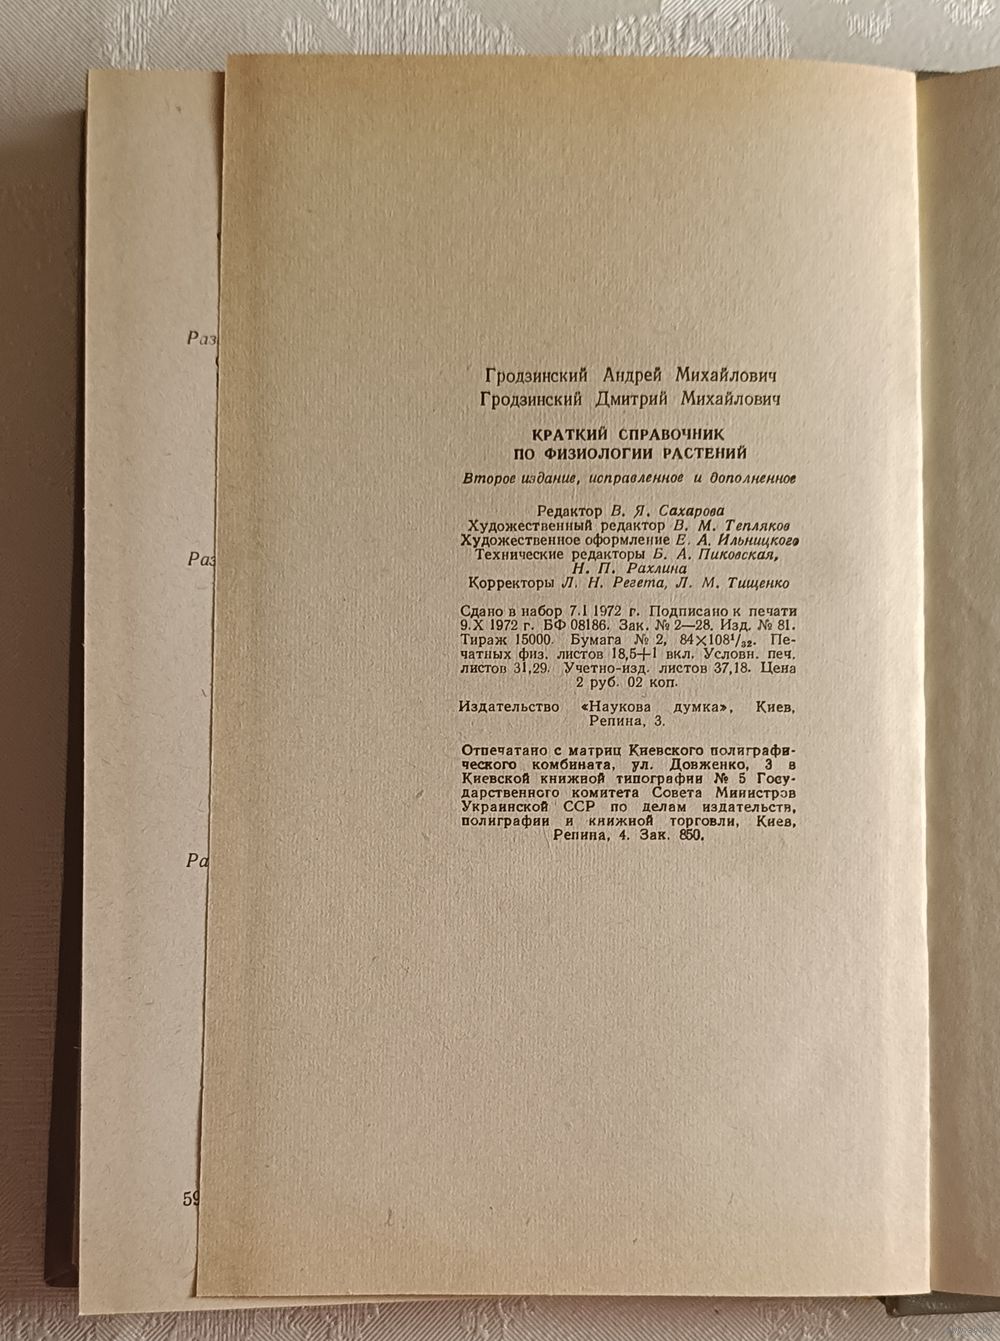 Гродзинский Андрей Михайлович
Гродзинский Дмитрий Михайлович
КРАТКИЙ СПРАВОЧНИК
ПО ФИЗИОЛОГИИ РАСТЕНИЙ
Второе издание, исправленное и дополненное
Редактор В. Я. Сахарова
Художественный редактор В. М. Тепляков
Художественное оформление Е. А. Ильницкого
Технические редакторы Б. А. Пиковская,
Н. П. Рахлина
Корректоры Л. Н. Регета, Л. М. Тищенко
Сдано в набор 7.I 1972 г. Подписано к печати
9.X 1972 г. БФ 08186. Зак. № 2—28. Изд. № 81.
Тираж 15000. Бумага № 2, 84×108¹/₃₂. Пе-
чатных физ. листов 18,5+1 вкл. Условн. печ.
листов 31,29. Учетно-изд. листов 37,18. Цена
2 руб. 02 коп.
Издательство «Наукова думка», Киев,
Репина, 3.
Отпечатано с матриц Киевского полиграфи-
ческого комбината, ул. Довженко, 3 в
Киевской книжной типографии № 5 Госу-
дарственного комитета Совета Министров
Украинской ССР по делам издательств,
полиграфии и книжной торговли, Киев,
Репина, 4. Зак. 850.
Раз
Раз
Ра
59